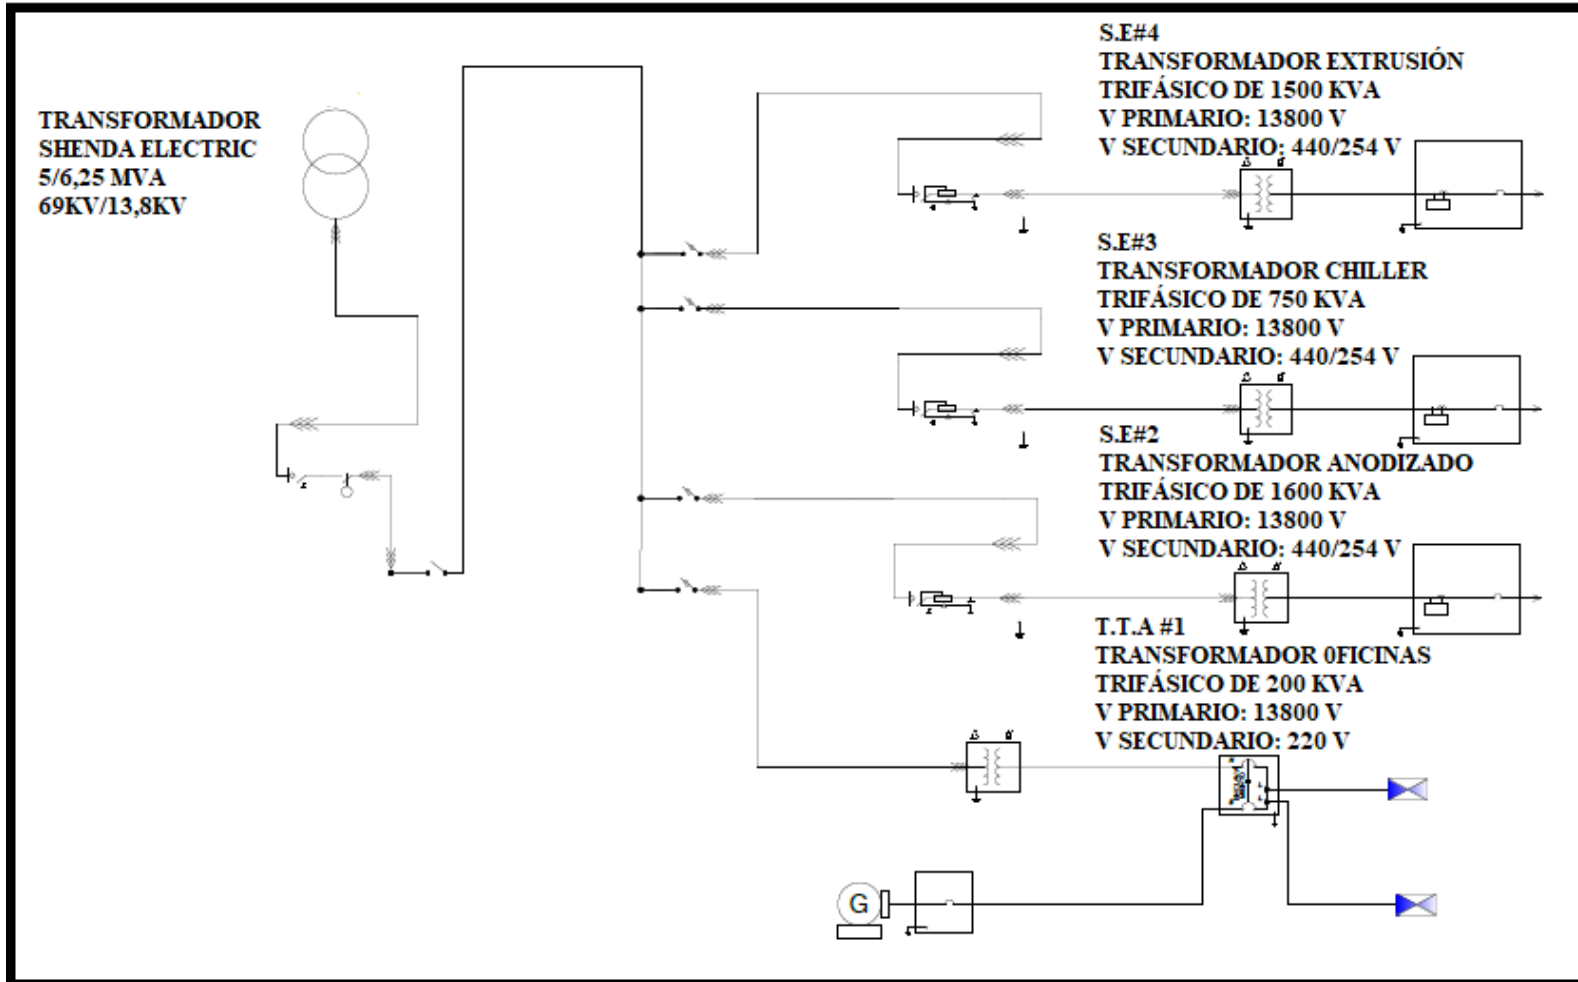 TRANSFORMADOR
SHENDA ELECTRIC
5/6,25 MVA
69KV/13,8KV
S.E#4
TRANSFORMADOR EXTRUSIÓN
TRIFÁSICO DE 1500 KVA
V PRIMARIO: 13800 V
V SECUNDARIO: 440/254 V
S.E#3
TRANSFORMADOR CHILLER
TRIFÁSICO DE 750 KVA
V PRIMARIO: 13800 V
V SECUNDARIO: 440/254 V
S.E#2
TRANSFORMADOR ANODIZADO
TRIFÁSICO DE 1600 KVA
V PRIMARIO: 13800 V
V SECUNDARIO: 440/254 V
T.T.A #1
TRANSFORMADOR 0FICINAS
TRIFÁSICO DE 200 KVA
V PRIMARIO: 13800 V
V SECUNDARIO: 220 V
G